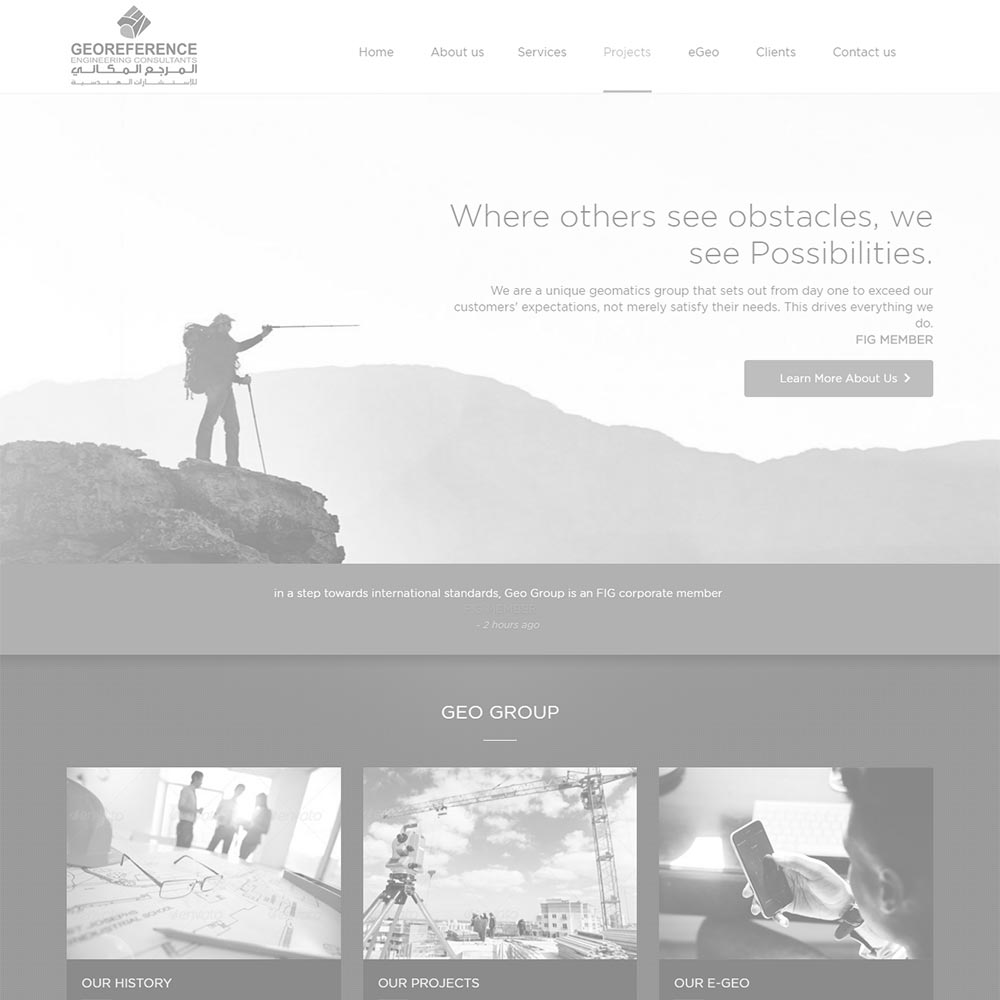 GEOREFERENCE
ENGINEERING CONSULTANTS
المرجع المكاني
للاستشارات الهندسية
Home About us Services Projects eGeo Clients Contact us
Where others see obstacles, we
see Possibilities.
We are a unique geomatics group that sets out from day one to exceed our
customers' expectations, not merely satisfy their needs. This drives everything we
do.
FIG MEMBER
Learn More About Us
in a step towards international standards, Geo Group is an FIG corporate member
FIG MEMBER
- 2 hours ago
GEO GROUP
envato
envato
envato
OUR HISTORY
OUR PROJECTS
OUR E-GEO